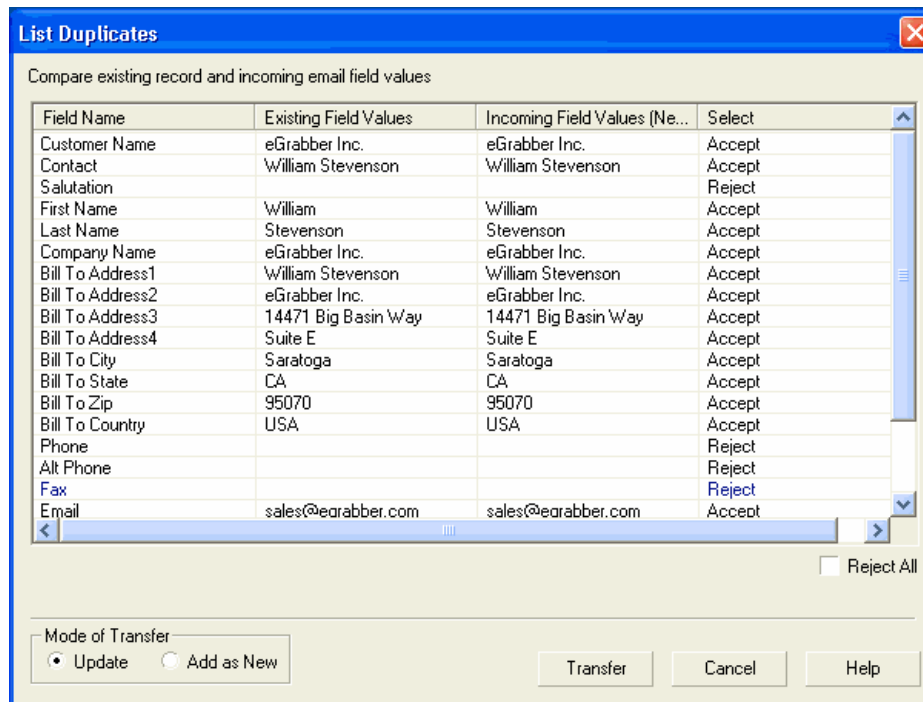 List Duplicates
Compare existing record and incoming email field values
Field Name Existing Field Values Incoming Field Values (Ne... Select
Customer Name eGrabber Inc. eGrabber Inc. Accept
Contact William Stevenson William Stevenson Accept
Salutation Reject
First Name William William Accept
Last Name Stevenson Stevenson Accept
Company Name eGrabber Inc. eGrabber Inc. Accept
Bill To Address1 William Stevenson William Stevenson Accept
Bill To Address2 eGrabber Inc. eGrabber Inc. Accept
Bill To Address3 14471 Big Basin Way 14471 Big Basin Way Accept
Bill To Address4 Suite E Suite E Accept
Bill To City Saratoga Saratoga Accept
Bill To State CA CA Accept
Bill To Zip 95070 95070 Accept
Bill To Country USA USA Accept
Phone Reject
Alt Phone Reject
Fax Reject
Email sales@egrabber.com sales@egrabber.com Accept
Reject All
Mode of Transfer
Update Add as New Transfer Cancel Help